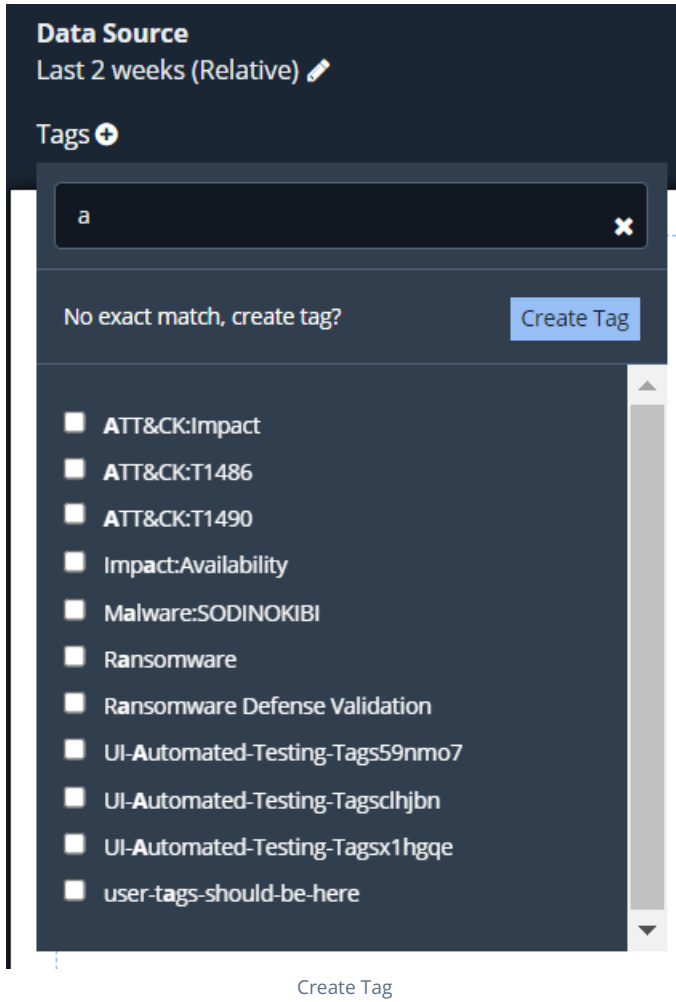 Data Source
Last 2 weeks (Relative)
Tags
a
No exact match, create tag?
Create Tag
ATT&CK:Impact
ATT&CK:T1486
ATT&CK:T1490
Impact:Availability
Malware:SODINOKIBI
Ransomware
Ransomware Defense Validation
UI-Automated-Testing-Tags59nmo7
UI-Automated-Testing-Tagsclhjbn
UI-Automated-Testing-Tagsx1hgqe
user-tags-should-be-here
Create Tag